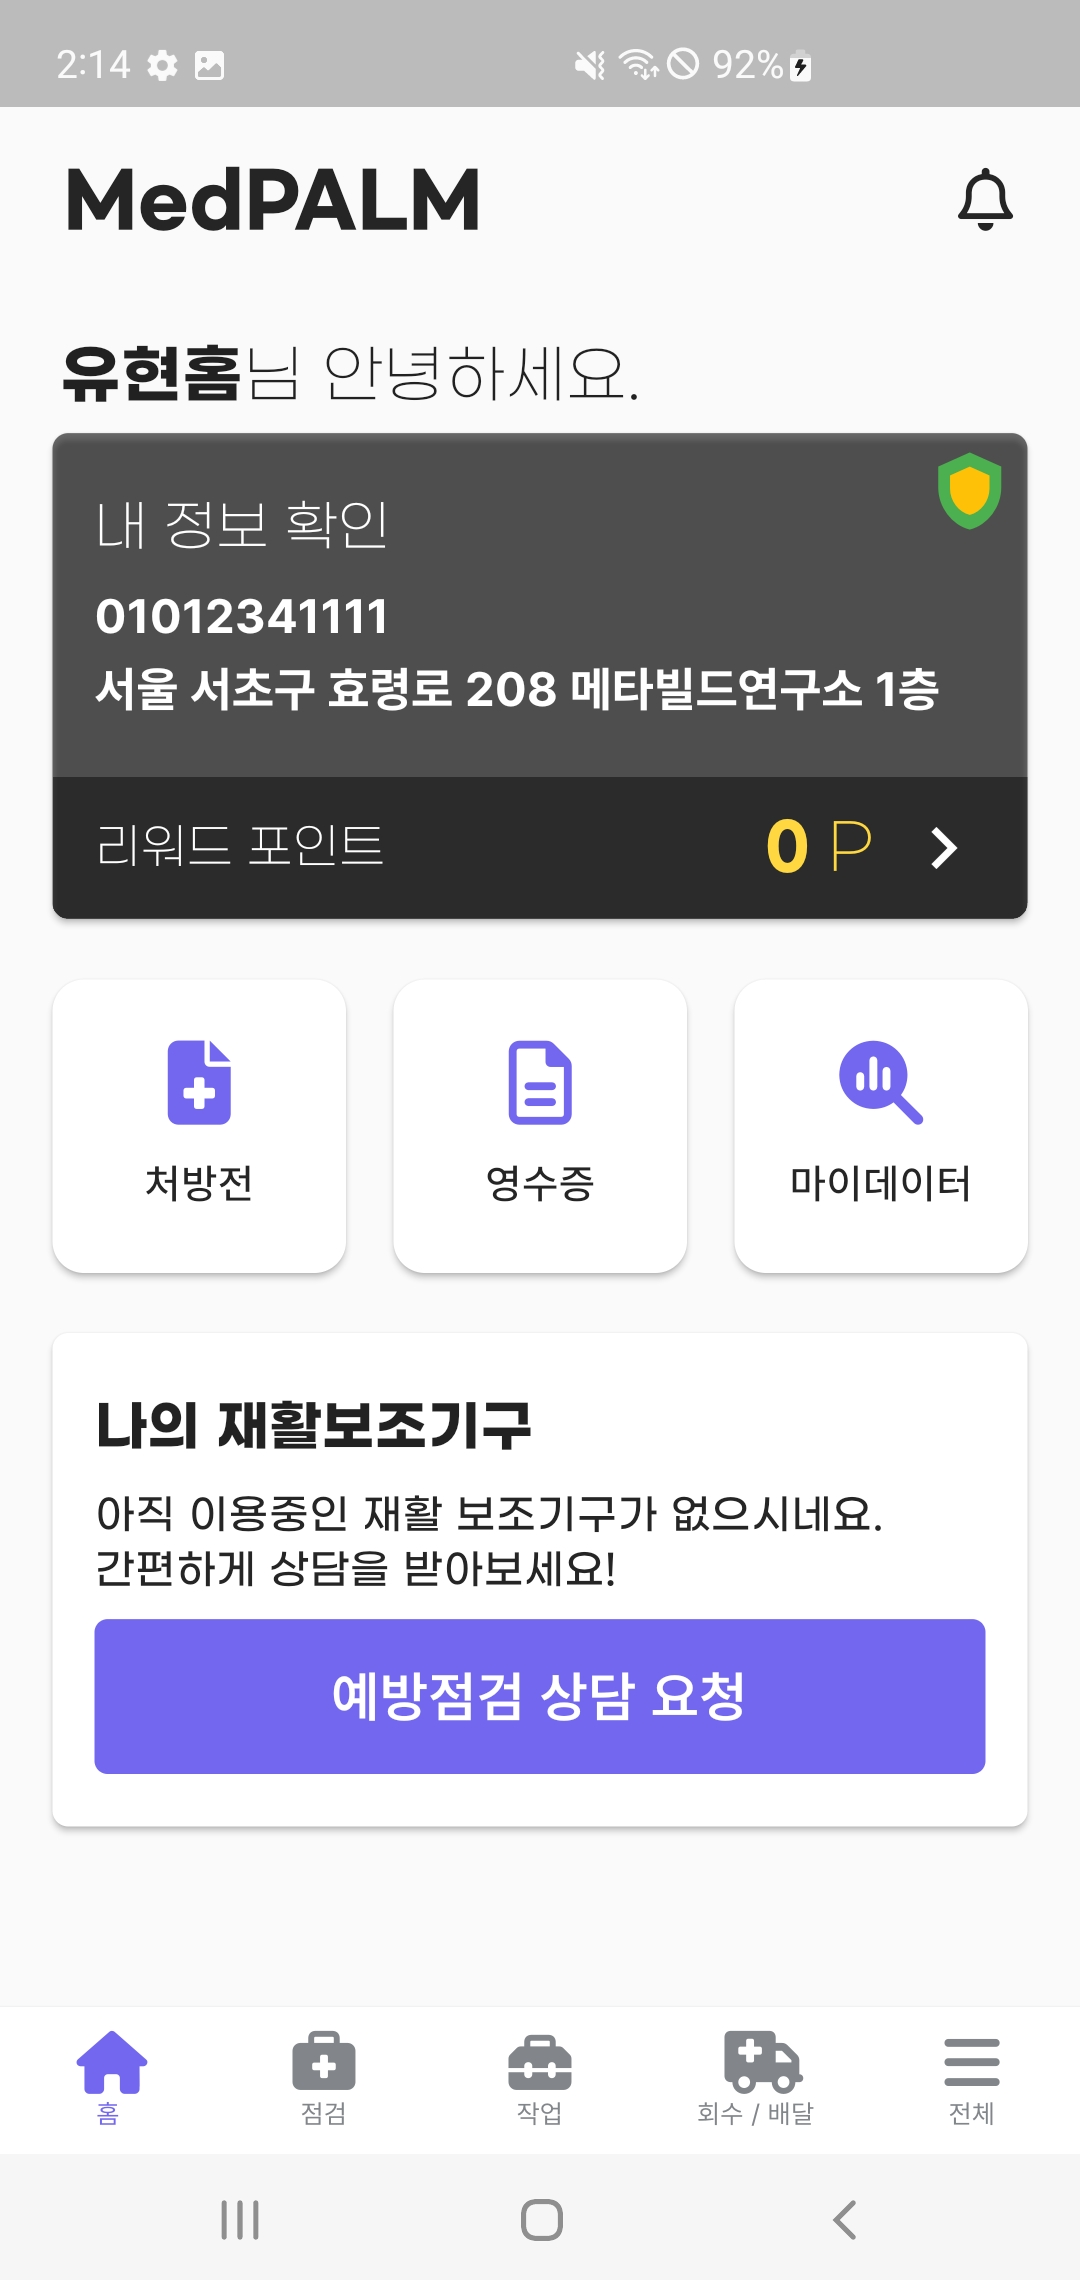 2:14 92%
MedPALM
유현홈님 안녕하세요.
내 정보 확인
01012341111
서울 서초구 효령로 208 메타빌드연구소 1층
리워드 포인트 0 P
처방전 영수증 마이데이터
나의 재활보조기구
아직 이용중인 재활 보조기구가 없으시네요.
간편하게 상담을 받아보세요!
예방점검 상담 요청
홈 점검 작업 회수 / 배달 전체